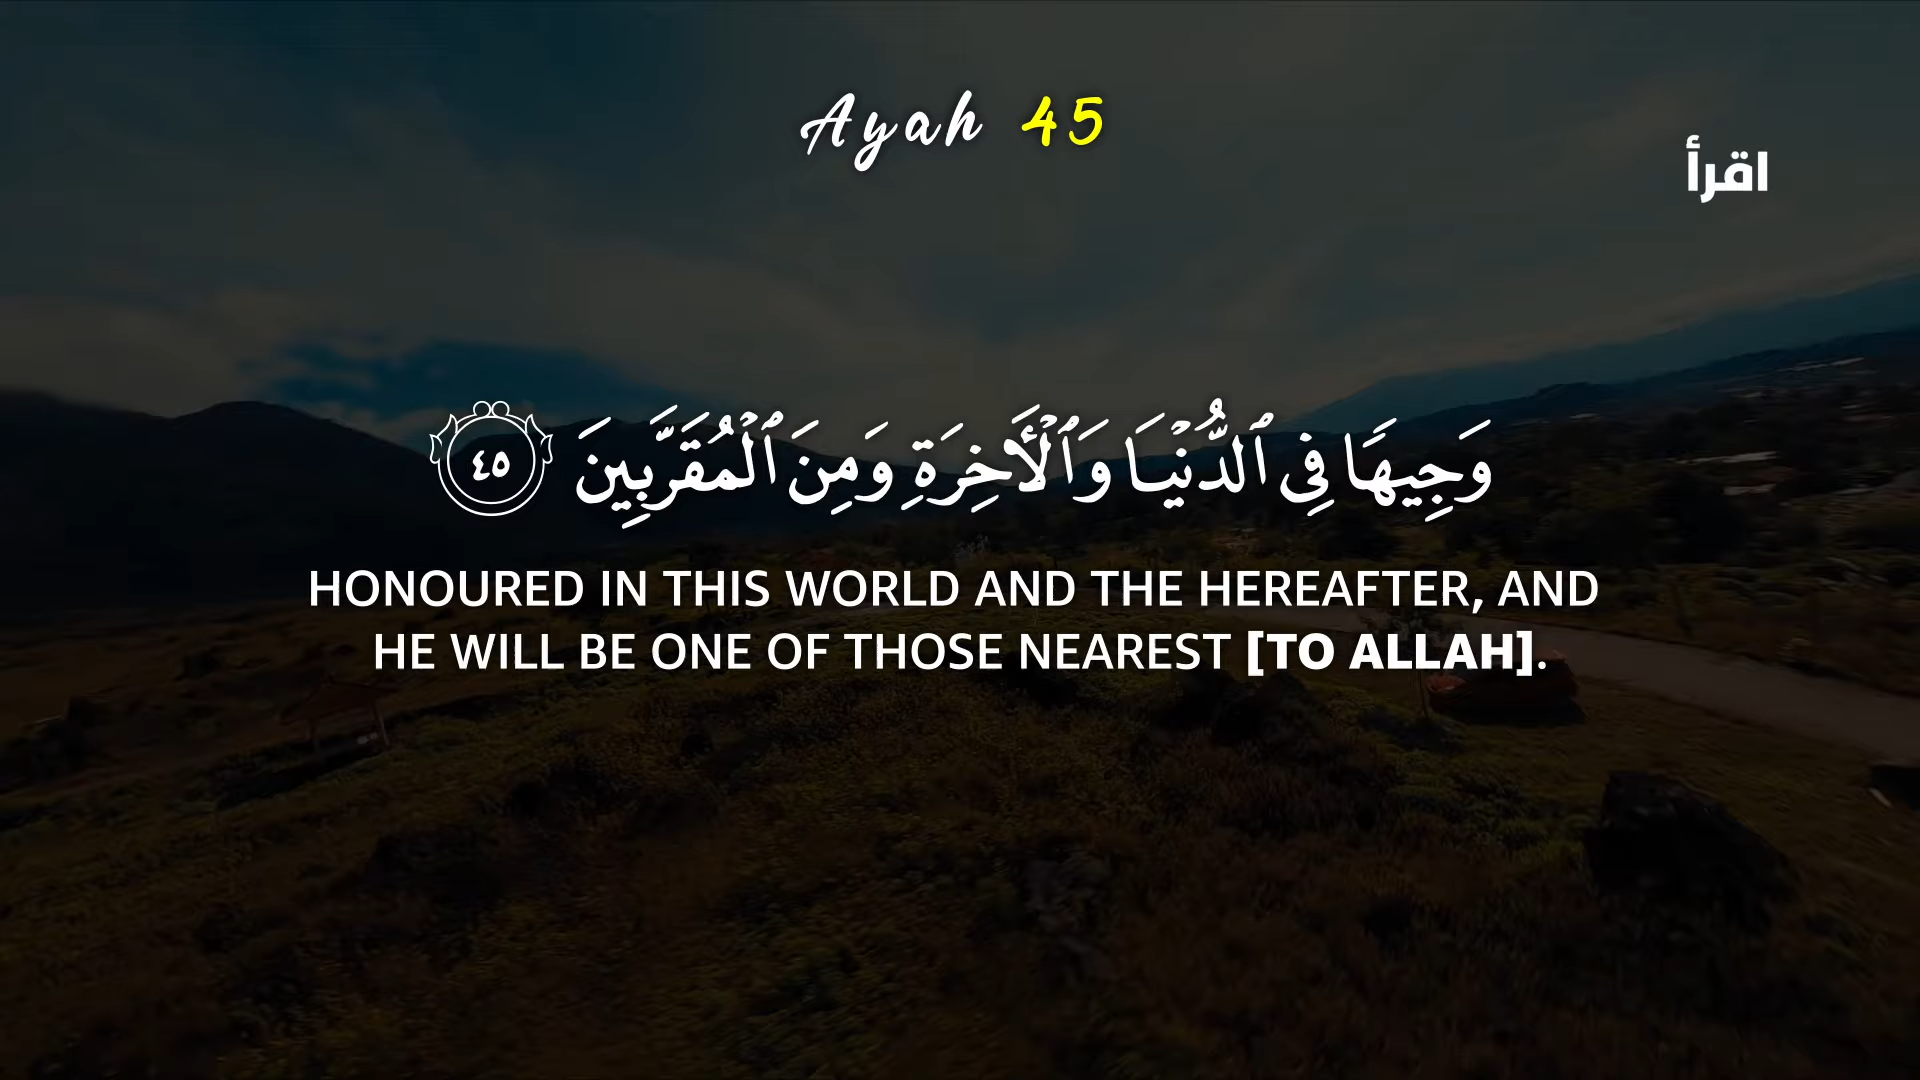 Ayah 45
اقرأ
وَجِيهًا فِى ٱلدُّنْيَا وَٱلْأَخِرَةِ وَمِنَ ٱلْمُقَرَّبِينَ ٤٥
HONOURED IN THIS WORLD AND THE HEREAFTER, AND
HE WILL BE ONE OF THOSE NEAREST [TO ALLAH].